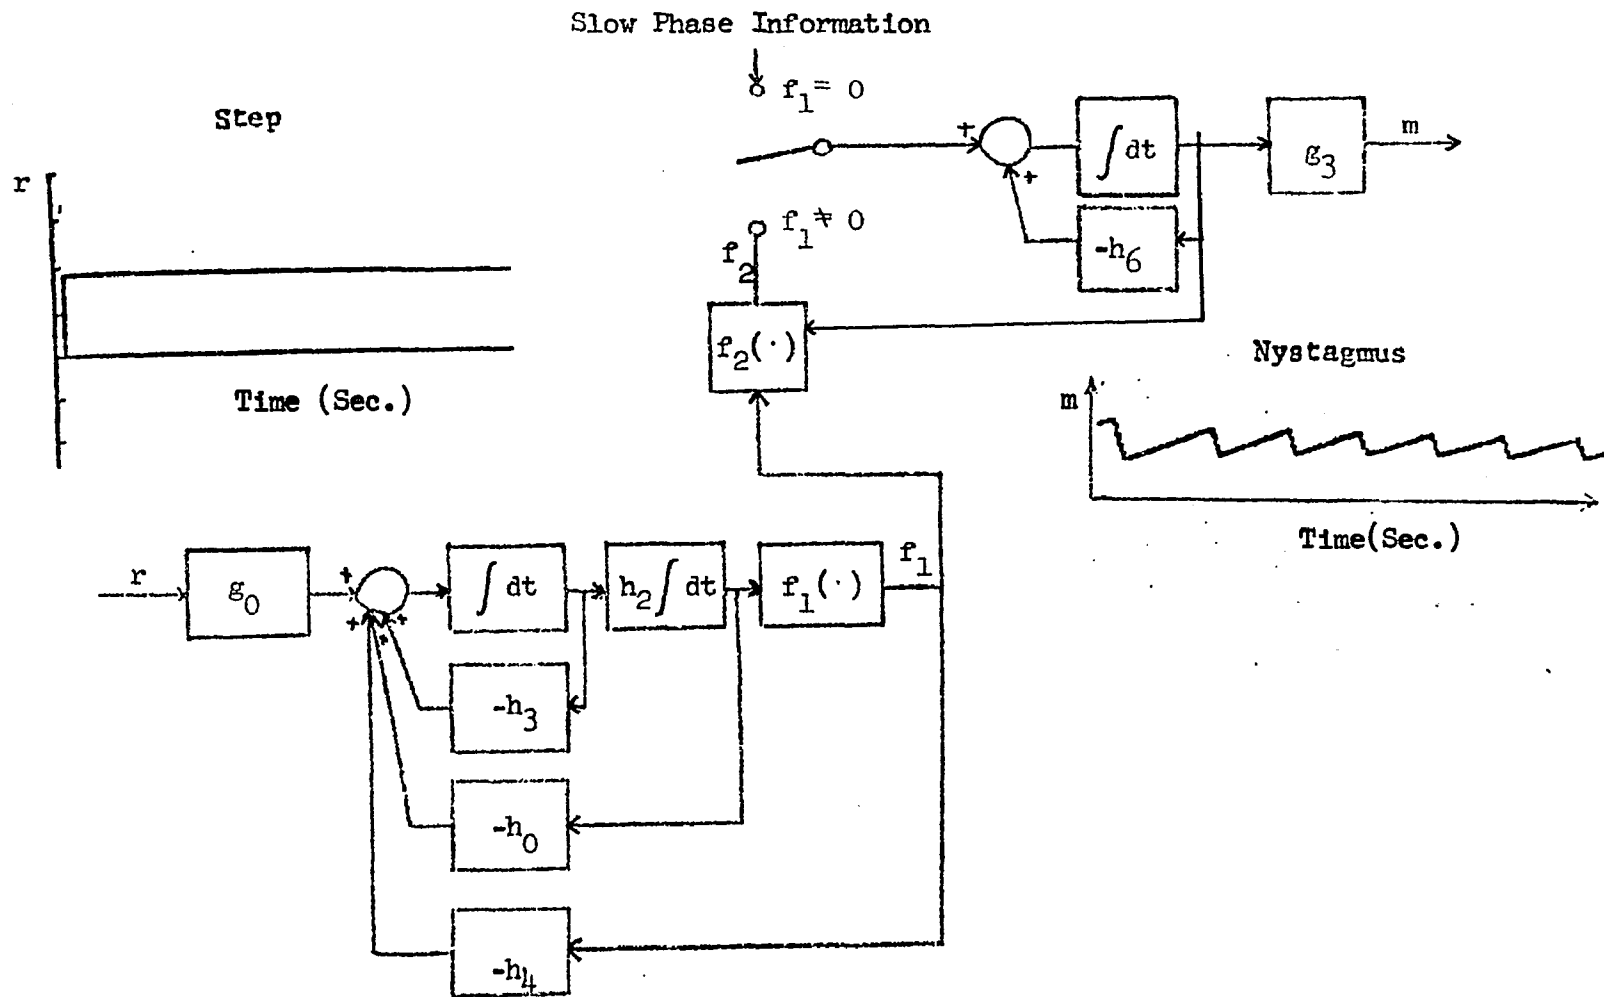 Slow Phase Information
f₁ = 0
Step
r
+
+
∫ dt
g₃
m
f₁ ≠ 0
-h₆
f₂
f₂(·)
Time (Sec.)
Nystagmus
m
Time(Sec.)
r
g₀
+
+
+
+
∫ dt
h₂∫ dt
f₁(·)
f₁
-h₃
-h₀
-h₄